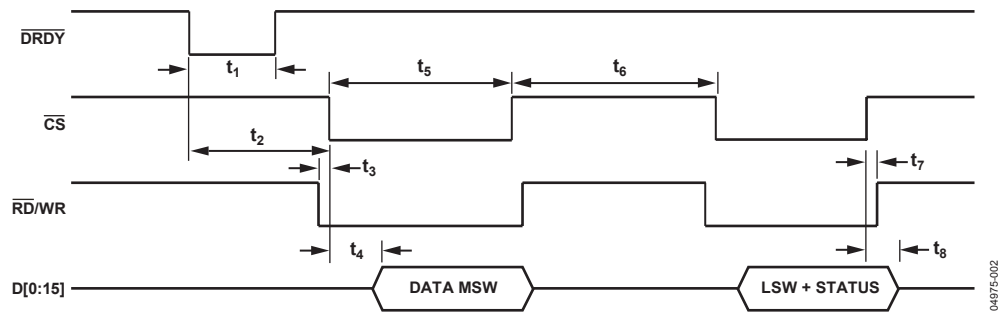 DRDY
t1
t5
t6
CS
t2
t3
t7
RD/WR
t4
t8
D[0:15]
DATA MSW
LSW + STATUS
04975-002